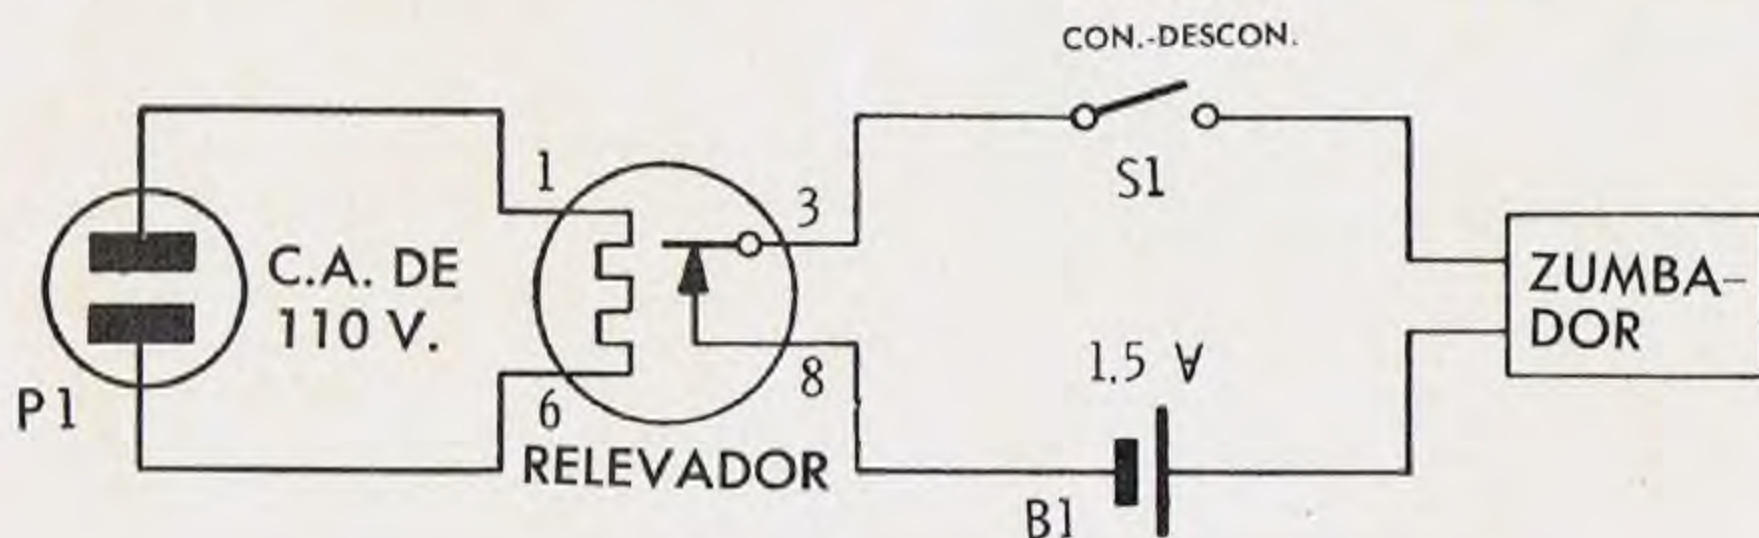 CON.-DESCON.
S1
1
3
C.A. DE
110 V.
ZUMBA-
DOR
1.5 V
8
P1
6
RELEVADOR
B1